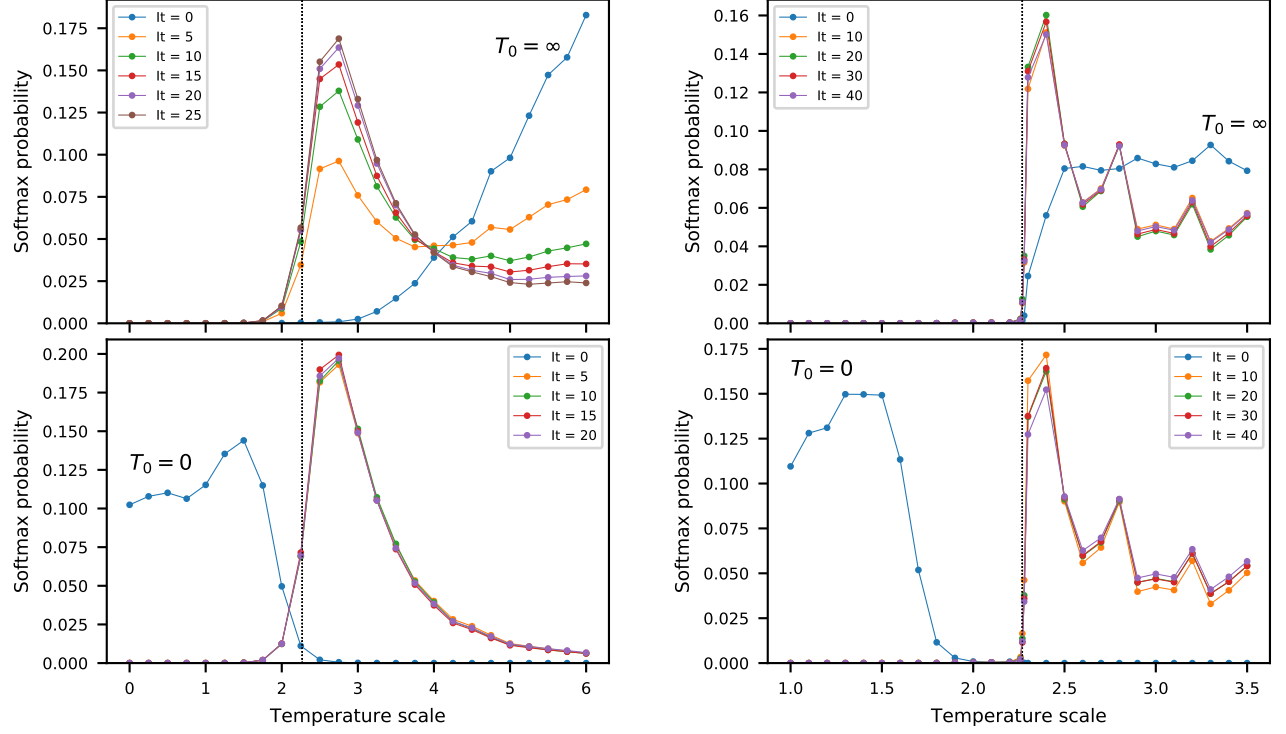 0.175
0.150
0.125
0.100
0.075
0.050
0.025
0.000
Softmax probability
It = 0
It = 5
It = 10
It = 15
It = 20
It = 25
T₀ = ∞
0.16
0.14
0.12
0.10
0.08
0.06
0.04
0.02
0.00
Softmax probability
It = 0
It = 10
It = 20
It = 30
It = 40
T₀ = ∞
0.200
0.175
0.150
0.125
0.100
0.075
0.050
0.025
0.000
Softmax probability
T₀ = 0
It = 0
It = 5
It = 10
It = 15
It = 20
0 1 2 3 4 5 6
Temperature scale
0.175
0.150
0.125
0.100
0.075
0.050
0.025
0.000
Softmax probability
T₀ = 0
It = 0
It = 10
It = 20
It = 30
It = 40
1.0 1.5 2.0 2.5 3.0 3.5
Temperature scale